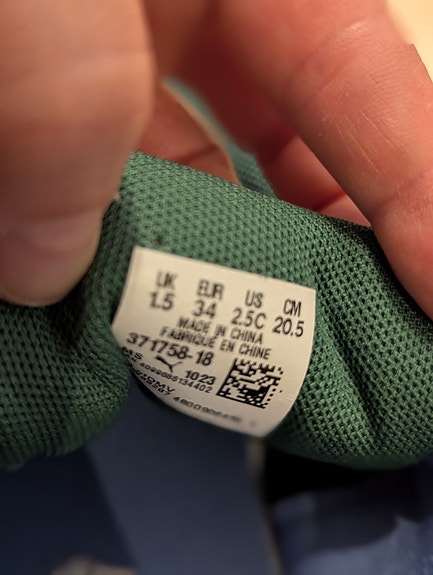 UK EUR US CM
1.5 34 2.5C 20.5
MADE IN CHINA
FABRIQUÉ EN CHINE
371758-18
1023
4099686134402